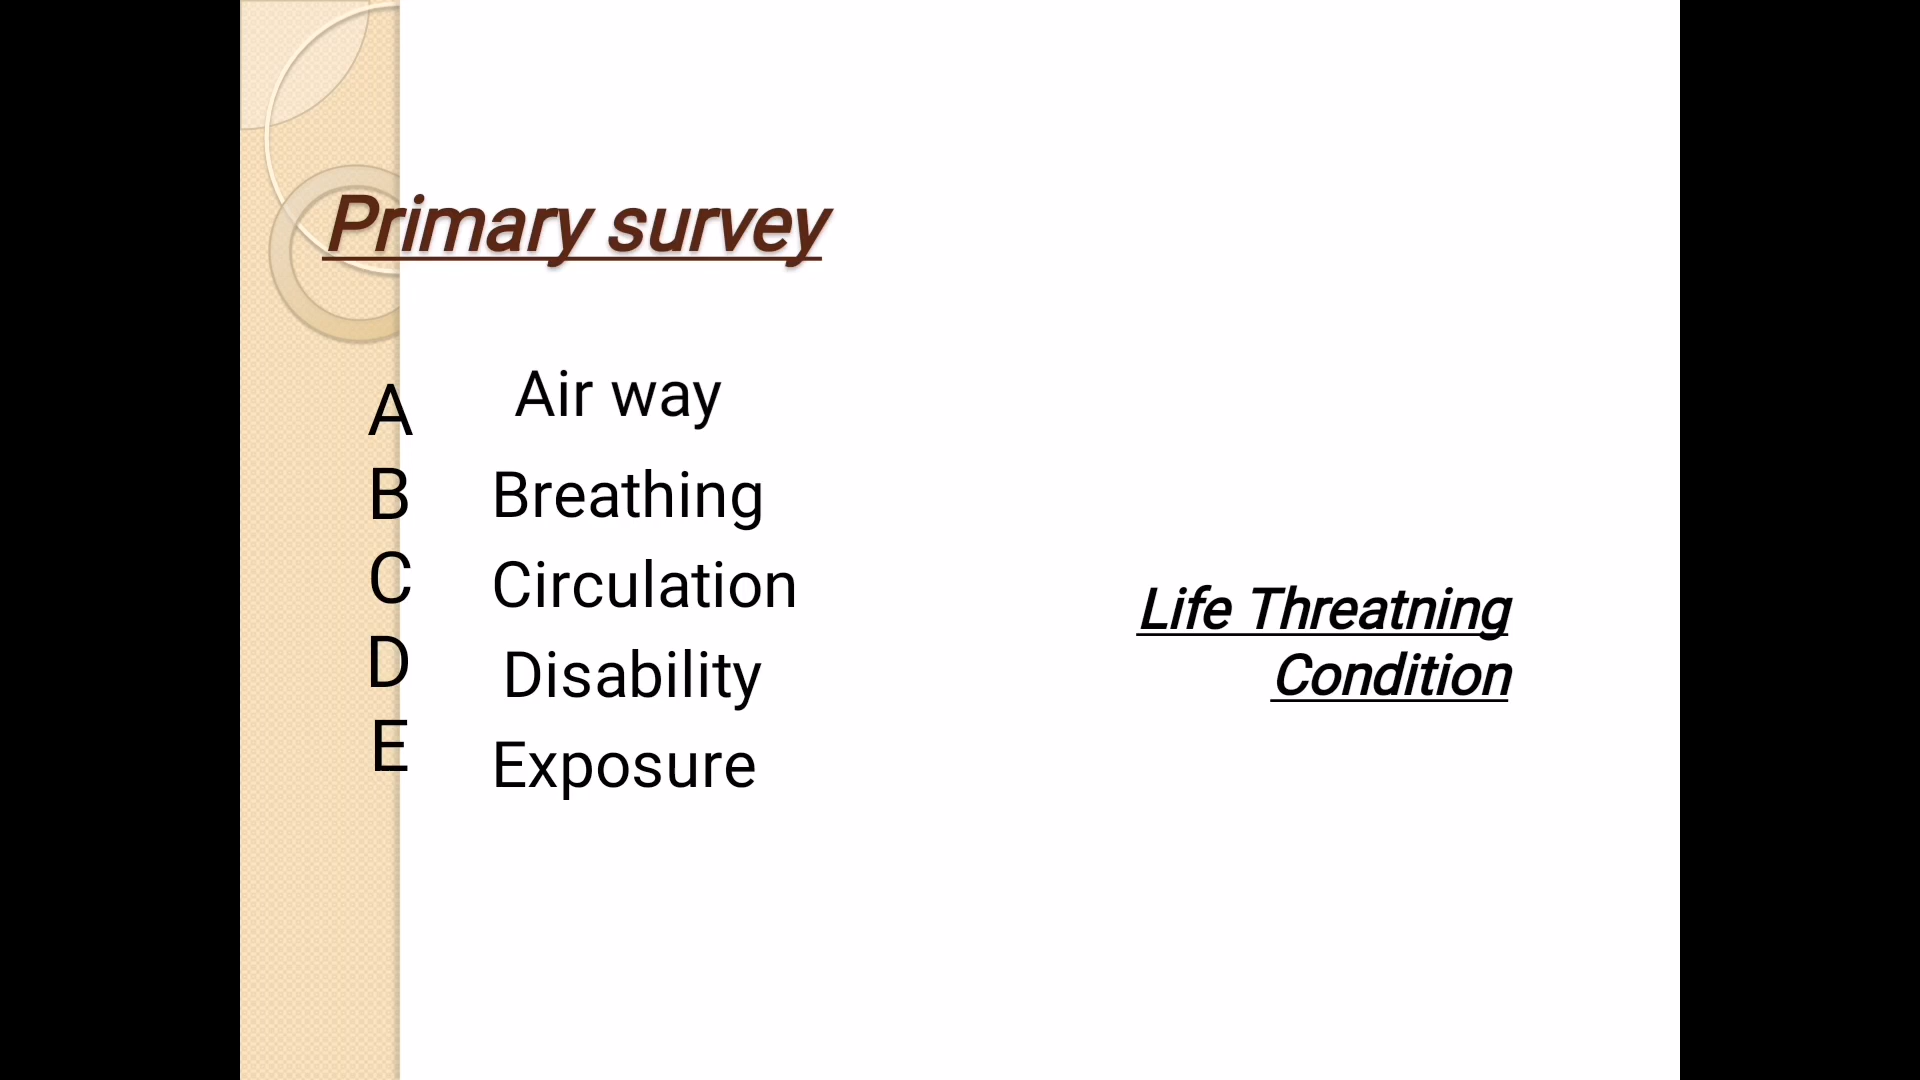 Primary survey
A Air way
B Breathing
C Circulation
D Disability
E Exposure
Life Threatning
Condition